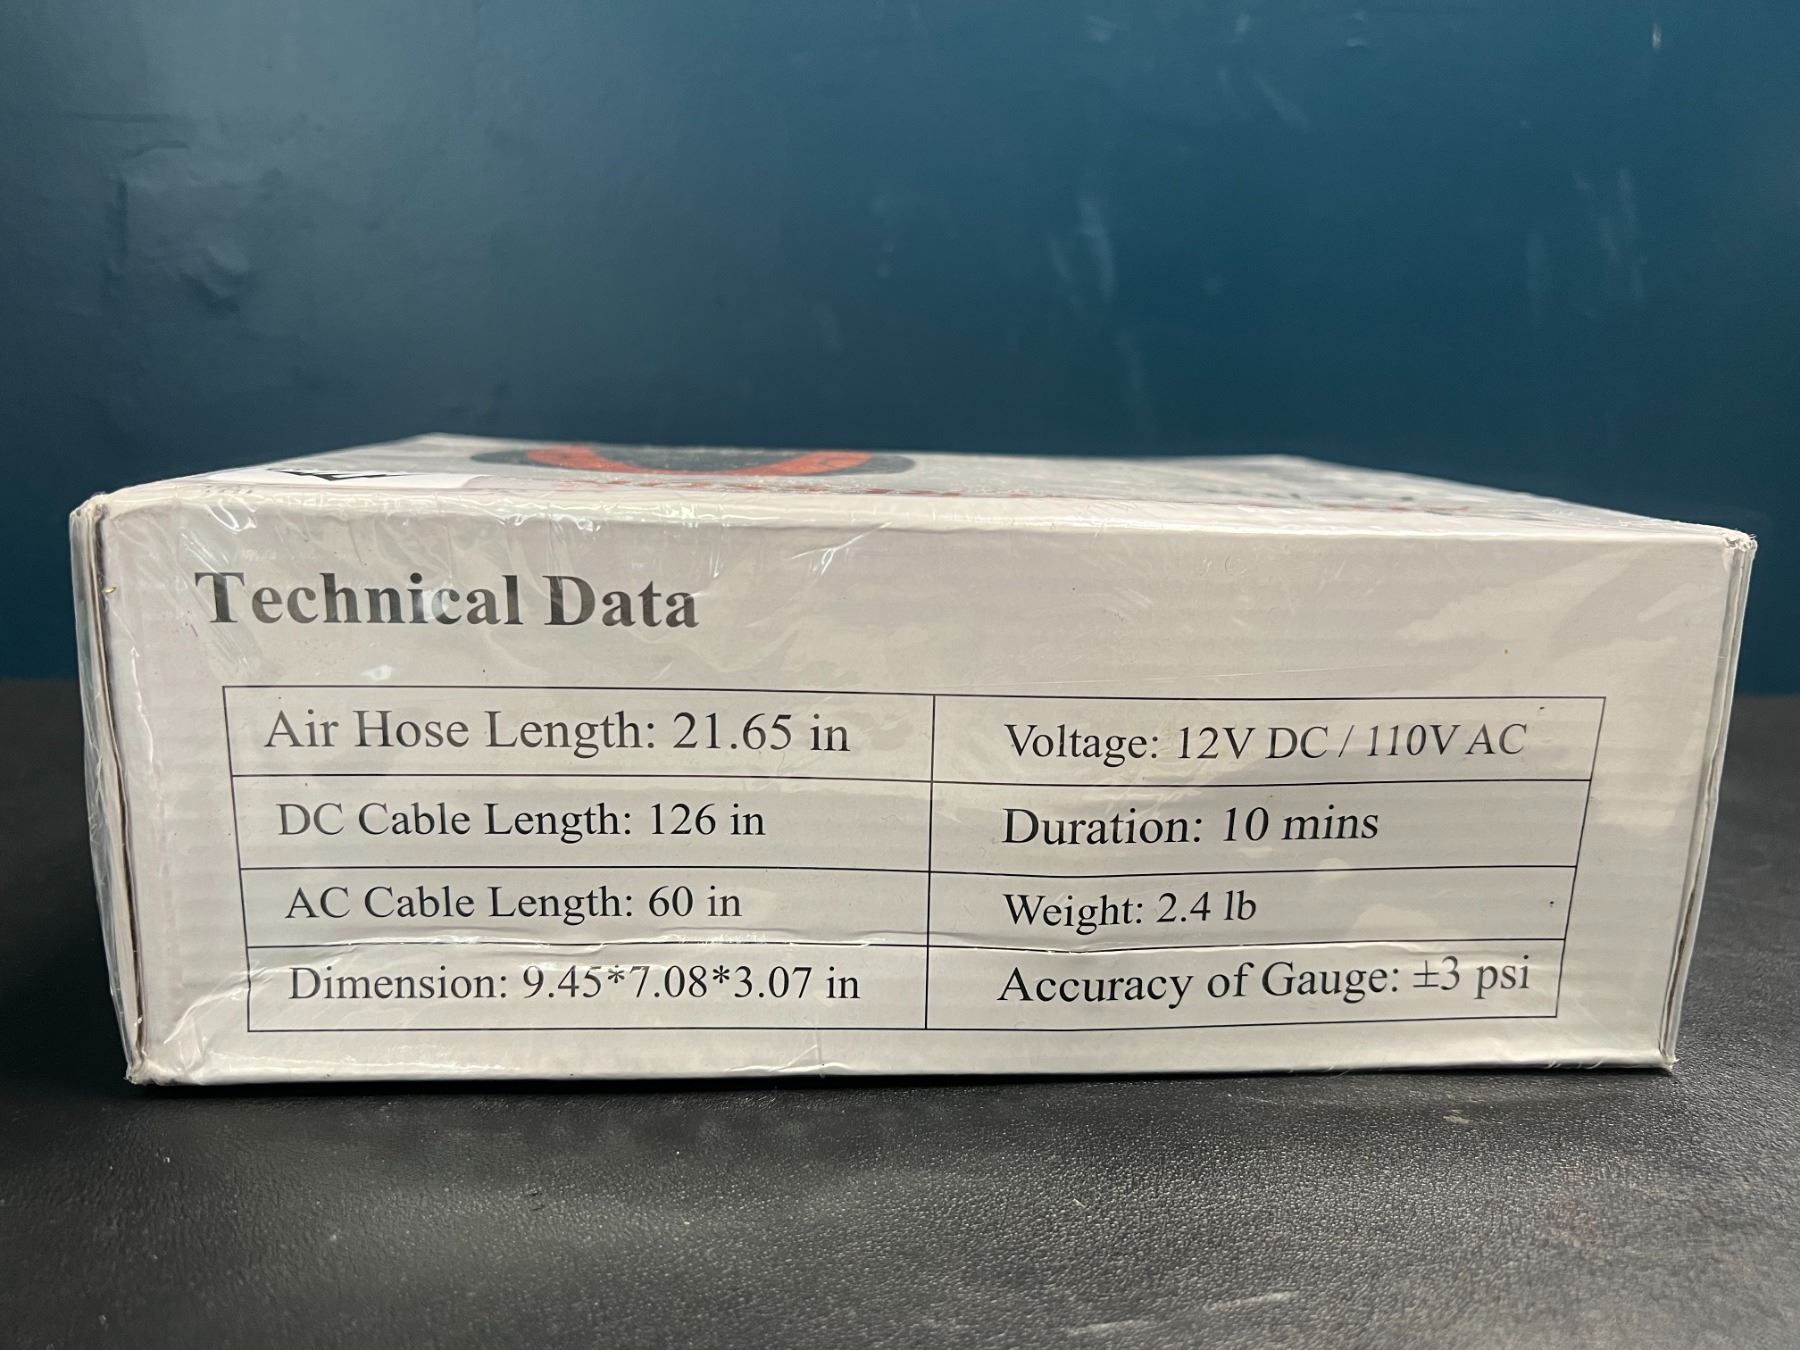 Technical Data
Air Hose Length: 21.65 in
Voltage: 12V DC / 110V AC
DC Cable Length: 126 in
Duration: 10 mins
AC Cable Length: 60 in
Weight: 2.4 lb
Dimension: 9.45*7.08*3.07 in
Accuracy of Gauge: ±3 psi